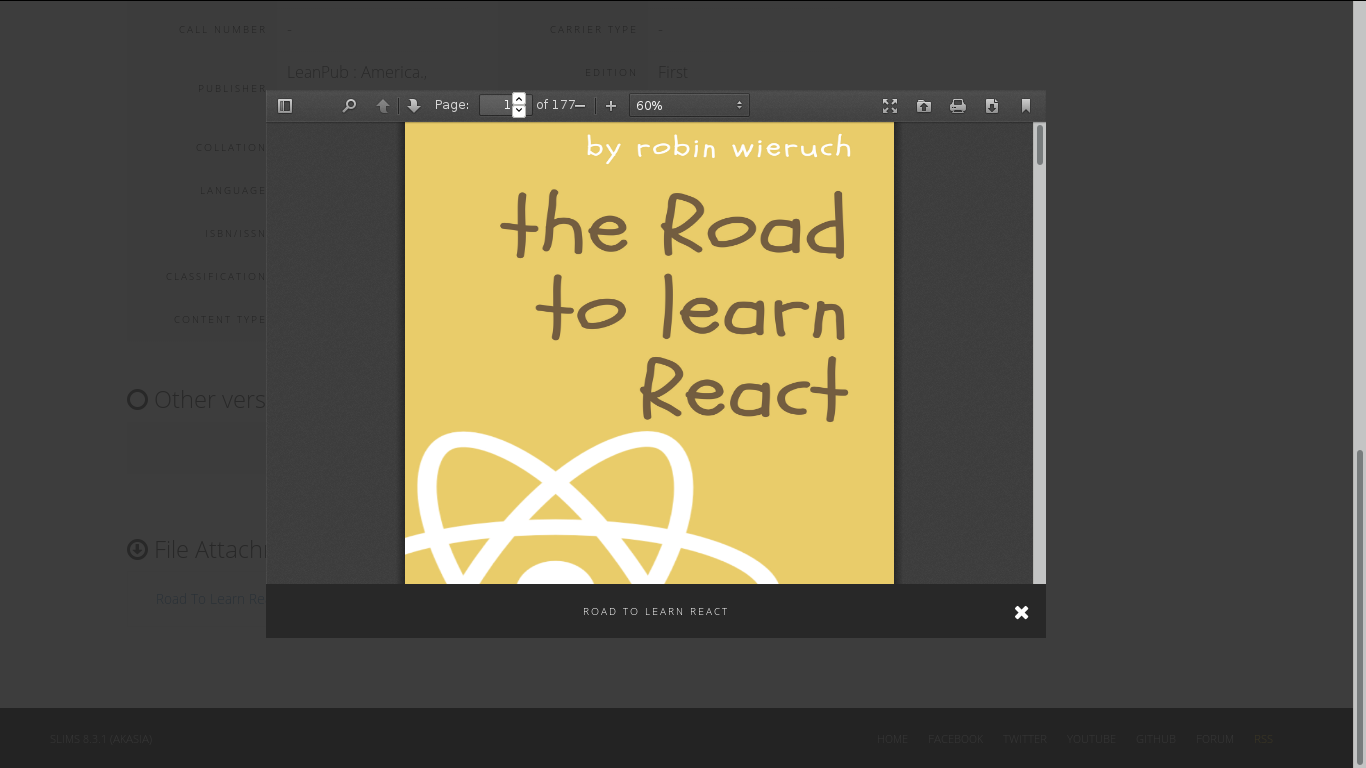 CALL NUMBER - CARRIER TYPE -
PUBLISHER LeanPub : America., EDITION First
Page: 1 of 177 60%
COLLATION
LANGUAGE
ISBN/ISSN
CLASSIFICATION
CONTENT TYPE
by robin wieruch
the Road
to learn
React
Other vers
File Attach
Road To Learn Re
ROAD TO LEARN REACT
SLIMS 8.3.1 (AKASIA) HOME FACEBOOK TWITTER YOUTUBE GITHUB FORUM RSS